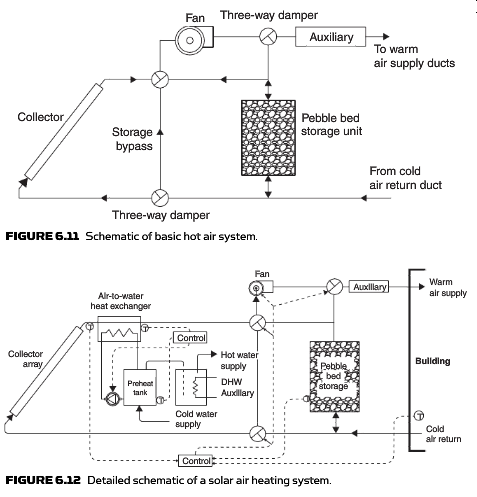 Fan
Three-way damper
Auxiliary
To warm
air supply ducts
Collector
Storage
bypass
Pebble bed
storage unit
From cold
air return duct
Three-way damper
FIGURE 6.11 Schematic of basic hot air system.
Fan
Air-to-water
heat exchanger
Auxiliary
Warm
air supply
Collector
array
Control
Hot water
supply
Preheat
tank
DHW
Auxiliary
Cold water
supply
Pebble
bed
storage
Building
Cold
air return
Control
T
T
T
T
T
FIGURE 6.12 Detailed schematic of a solar air heating system.